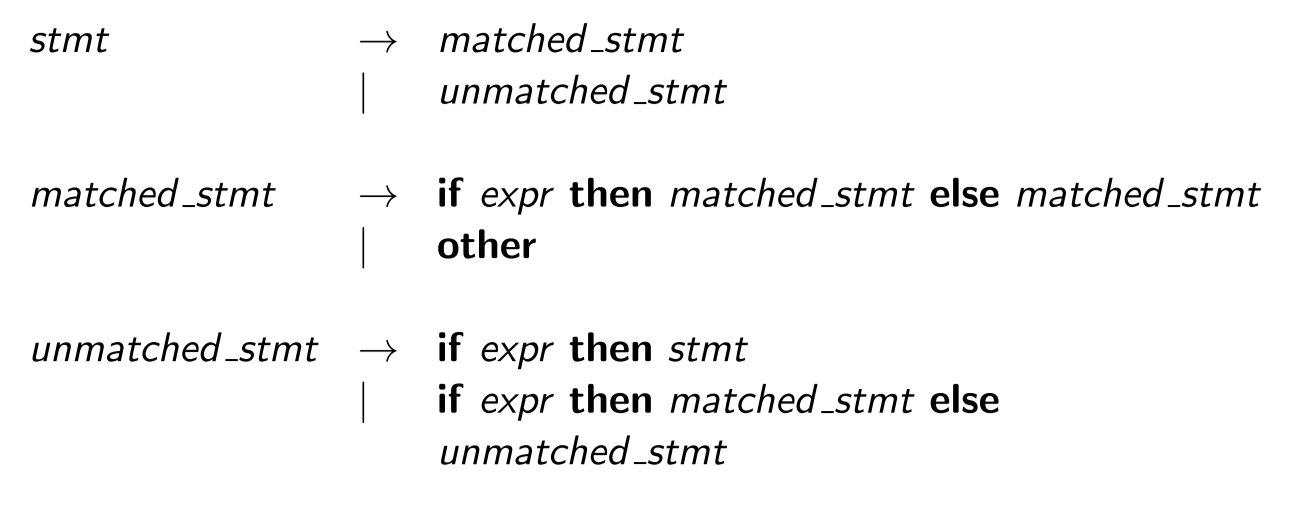 stmt → matched_stmt
| unmatched_stmt
matched_stmt → if expr then matched_stmt else matched_stmt
| other
unmatched_stmt → if expr then stmt
| if expr then matched_stmt else
unmatched_stmt